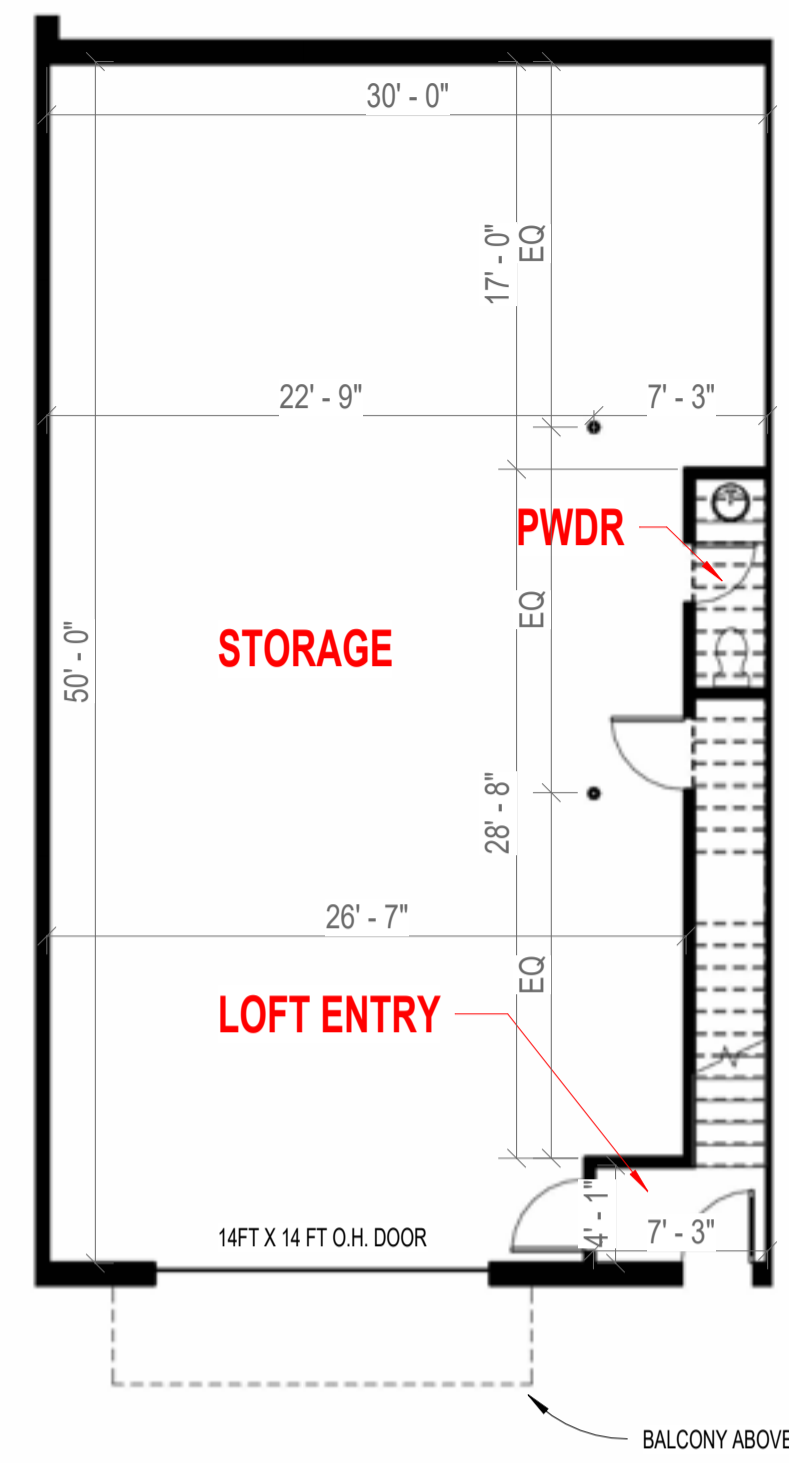 30' - 0"
17' - 0"
EQ
22' - 9"
7' - 3"
PWDR
EQ
50' - 0"
STORAGE
28' - 8"
26' - 7"
EQ
LOFT ENTRY
4' - 1"
7' - 3"
14FT X 14 FT O.H. DOOR
BALCONY ABOVE